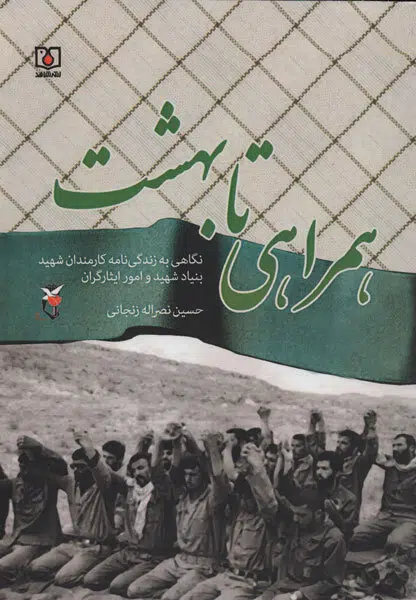 همراهی تا بهشت
نگاهی به زندگی‌نامه کارمندان شهید
بنیاد شهید و امور ایثارگران
حسین نصراله زنجانی